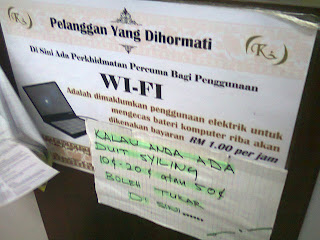 Pelanggan Yang Dihormati
Di Sini Ada Perkhidmatan Percuma Bagi Penggunaan
WI-FI
Adalah dimaklumkan penggunaan elektrik untuk
mengecas bateri komputer riba akan
dikenakan bayaran RM 1.00 per jam
KALAU ANDA ADA
DUIT SYILING
10¢-20¢ atau 50¢
BOLEH TUKAR
DI SINI......